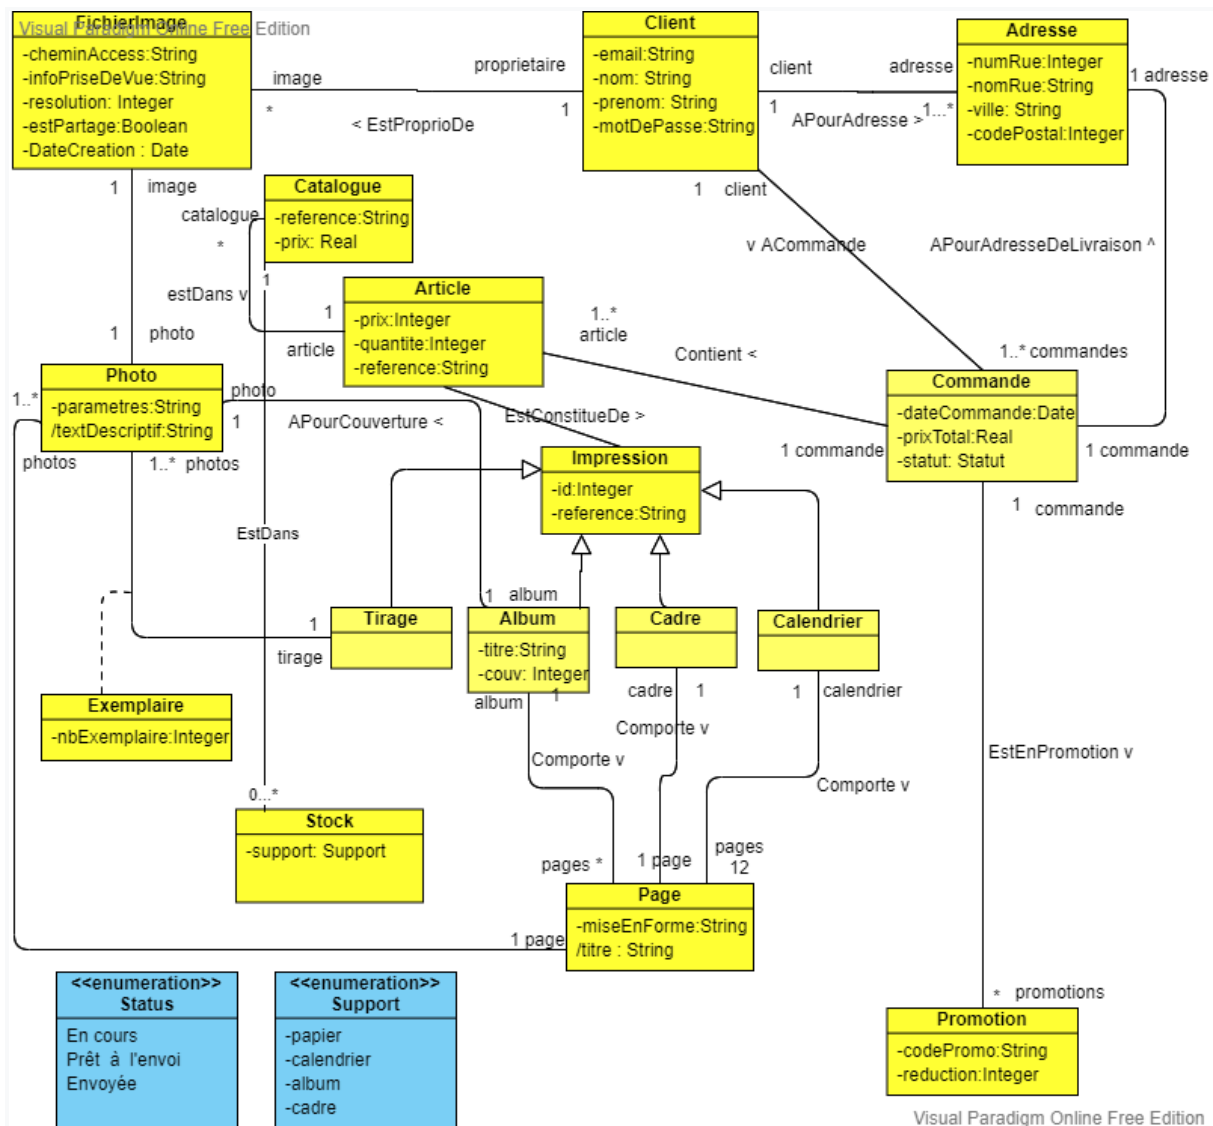 Visual Paradigm Online Free Edition
FichierImage
-cheminAccess:String
-infoPriseDeVue:String
-resolution: Integer
-estPartage:Boolean
-DateCreation : Date
image
*
< EstProprioDe
proprietaire
1
Client
-email:String
-nom: String
-prenom: String
-motDePasse:String
client
1
adresse
1...*
APourAdresse >
Adresse
-numRue:Integer
-nomRue:String
-ville: String
-codePostal:Integer
1 adresse
1 image
1 client
v ACommande
APourAdresseDeLivraison ^
catalogue
*
Catalogue
-reference:String
-prix: Real
1
estDans v
1
article
Article
-prix:Integer
-quantite:Integer
-reference:String
1..*
article
Contient <
1..* commandes
1 photo
Photo
-parametres:String
/textDescriptif:String
1..*
photos
1..* photos
photo
1
APourCouverture <
EstConstitueDe >
Commande
-dateCommande:Date
-prixTotal:Real
-statut: Statut
1 commande
1 commande
1 commande
Impression
-id:Integer
-reference:String
EstDans
1 album
1
tirage
Tirage
Album
-titre:String
-couv: Integer
1
album
Cadre
cadre 1
Calendrier
1 calendrier
Exemplaire
-nbExemplaire:Integer
Comporte v
Comporte v
Comporte v
EstEnPromotion v
0...*
Stock
-support: Support
pages *
1 page
pages
12
Page
-miseEnForme:String
/titre : String
1 page
<<enumeration>>
Status
En cours
Prêt à l'envoi
Envoyée
<<enumeration>>
Support
-papier
-calendrier
-album
-cadre
* promotions
Promotion
-codePromo:String
-reduction:Integer
Visual Paradigm Online Free Edition